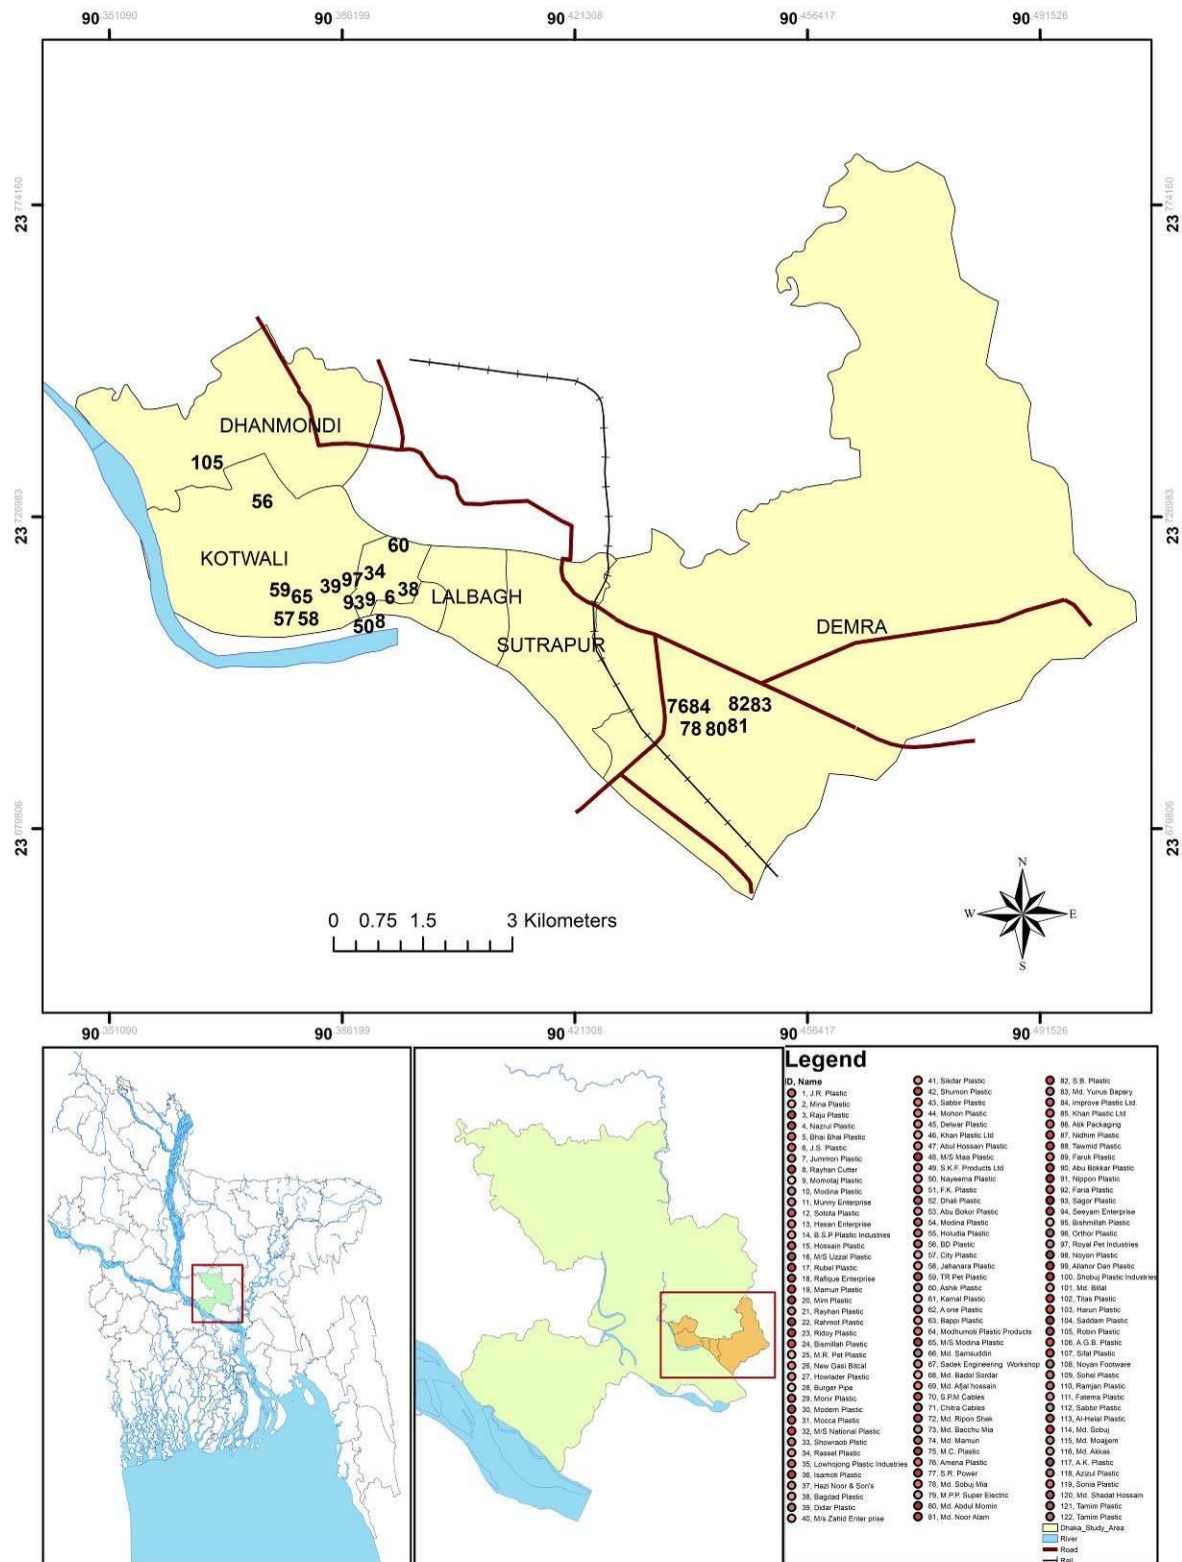 90 351090 90 386199 90 421308 90 456417 90 491526
23 774160 23 774160
DHANMONDI
105
56
23 726983 23 726983
60
KOTWALI
34
97
39
38
59
65
LALBAGH
93 9 6
57 58
8
50
DEMRA
SUTRAPUR
7684 8283
78 80 81
23 679806 23 679806
N
W E
S
0 0.75 1.5 3 Kilometers
90 351090 90 386199 90 421308 90 456417 90 491526
Legend
ID, Name
1, J.R. Plastic
2, Mina Plastic
3, Raju Plastic
4, Nazrul Plastic
5, Bhai Bhai Plastic
6, J.S. Plastic
7, Jummon Plastic
8, Rayhan Cutter
9, Momotaj Plastic
10, Modina Plastic
11, Munny Enterprise
12, Sotota Plastic
13, Hasan Enterprise
14, B.S.P Plastic Industries
15, Hossain Plastic
16, M/S Uzzal Plastic
17, Rubel Plastic
18, Rafique Enterprise
19, Mamun Plastic
20, Mim Plastic
21, Rayhan Plastic
22, Rahmot Plastic
23, Ridoy Plastic
24, Bismillah Plastic
25, M.R. Pet Plastic
26, New Gasi Bitcal
27, Howlader Plastic
28, Burger Pipe
29, Monir Plastic
30, Modern Plastic
31, Mocca Plastic
32, M/S National Plastic
33, Showraob Plstic
34, Rassel Plastic
35, Lowhojong Plastic Industries
36, Isamoti Plastic
37, Hazi Noor & Son's
38, Bagdad Plastic
39, Didar Plastic
40, M/s Zahid Enter prise
41, Sikdar Plastic
42, Shumon Plastic
43, Sabbir Plastic
44, Mohon Plastic
45, Delwar Plastic
46, Khan Plastic Ltd
47, Abul Hossain Plastic
48, M/S Maa Plastic
49, S.K.F. Products Ltd
50, Nayeema Plastic
51, F.K. Plastic
52, Dhali Plastic
53, Abu Bokor Plastic
54, Modina Plastic
55, Holudia Plastic
56, BD Plastic
57, City Plastic
58, Jahanara Plastic
59, TR Pet Plastic
60, Ashik Plastic
61, Kamal Plastic
62, A one Plastic
63, Bappi Plastic
64, Modhumoti Plastic Products
65, M/S Modina Plastic
66, Md. Samsuddin
67, Sadek Engineering Workshop
68, Md. Badol Sordar
69, Md. Afjal hossain
70, S.P.M Cables
71, Chitra Cables
72, Md. Ripon Shek
73, Md. Bacchu Mia
74, Md. Mamun
75, M.C. Plastic
76, Amena Plastic
77, S.R. Power
78, Md. Sobuj Mia
79, M.P.P. Super Electric
80, Md. Abdul Momin
81, Md. Noor Alam
82, S.B. Plastic
83, Md. Yunus Bapary
84, Improve Plastic Ltd.
85, Khan Plastic Ltd
86, Atik Packaging
87, Nidhim Plastic
88, Tawmid Plastic
89, Faruk Plastic
90, Abu Bokkar Plastic
91, Nippon Plastic
92, Faria Plastic
93, Sagor Plastic
94, Seeyam Enterprise
95, Bishmillah Plastic
96, Orthor Plastic
97, Royal Pet Industries
98, Noyon Plastic
99, Allahor Dan Plastic
100, Shobuj Plastic Industries
101, Md. Billal
102, Titas Plastic
103, Harun Plastic
104, Saddam Plastic
105, Robin Plastic
106, A.G.B. Plastic
107, Sifat Plastic
108, Noyan Footware
109, Sohel Plastic
110, Ramjan Plastic
111, Fatema Plastic
112, Sabbir Plastic
113, Al-Helal Plastic
114, Md. Sobuj
115, Md. Moajjem
116, Md. Akkas
117, A.K. Plastic
118, Azizul Plastic
119, Sonia Plastic
120, Md. Shadat Hossain
121, Tamim Plastic
122, Tamim Plastic
Dhaka_Study_Area
River
Road
Rail